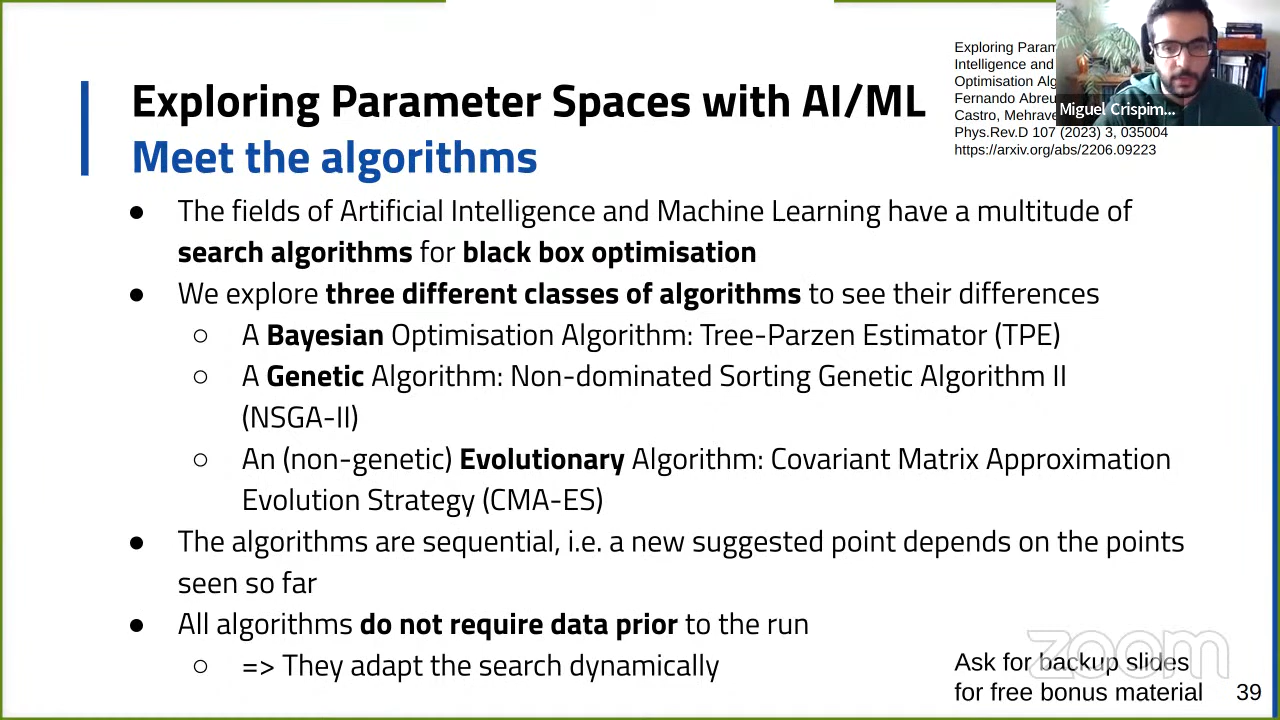 Exploring Param
Intelligence and
Optimisation Alg
Fernando Abreu
Castro, Mehrave
Phys.Rev.D 107 (2023) 3, 035004
https://arxiv.org/abs/2206.09223
Miguel Crispim...
Exploring Parameter Spaces with AI/ML
Meet the algorithms
● The fields of Artificial Intelligence and Machine Learning have a multitude of
search algorithms for black box optimisation
● We explore three different classes of algorithms to see their differences
○ A Bayesian Optimisation Algorithm: Tree-Parzen Estimator (TPE)
○ A Genetic Algorithm: Non-dominated Sorting Genetic Algorithm II
(NSGA-II)
○ An (non-genetic) Evolutionary Algorithm: Covariant Matrix Approximation
Evolution Strategy (CMA-ES)
● The algorithms are sequential, i.e. a new suggested point depends on the points
seen so far
● All algorithms do not require data prior to the run
○ => They adapt the search dynamically
Ask for backup slides
for free bonus material
zoom
39